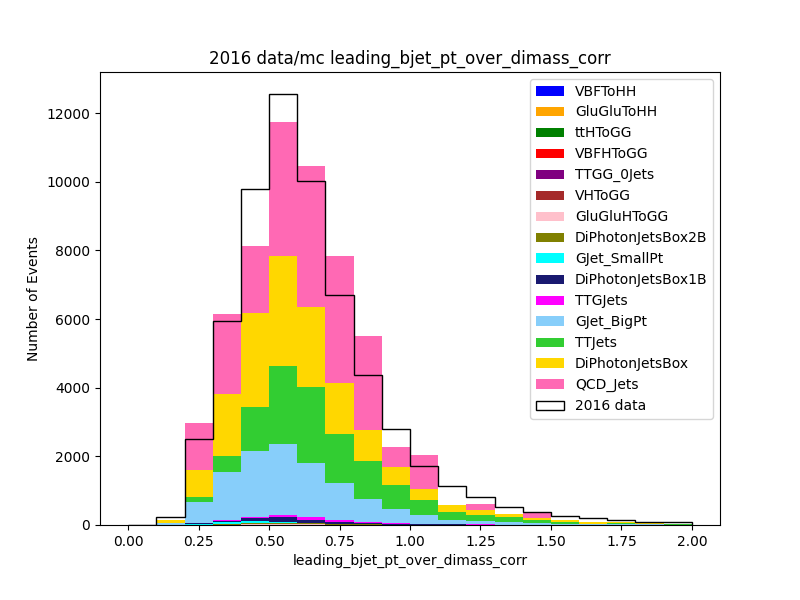 2016 data/mc leading_bjet_pt_over_dimass_corr
12000
10000
8000
6000
4000
2000
0
Number of Events
VBFToHH
GluGluToHH
ttHToGG
VBFHToGG
TTGG_0Jets
VHToGG
GluGluHToGG
DiPhotonJetsBox2B
GJet_SmallPt
DiPhotonJetsBox1B
TTGJets
GJet_BigPt
TTJets
DiPhotonJetsBox
QCD_Jets
2016 data
0.00 0.25 0.50 0.75 1.00 1.25 1.50 1.75 2.00
leading_bjet_pt_over_dimass_corr